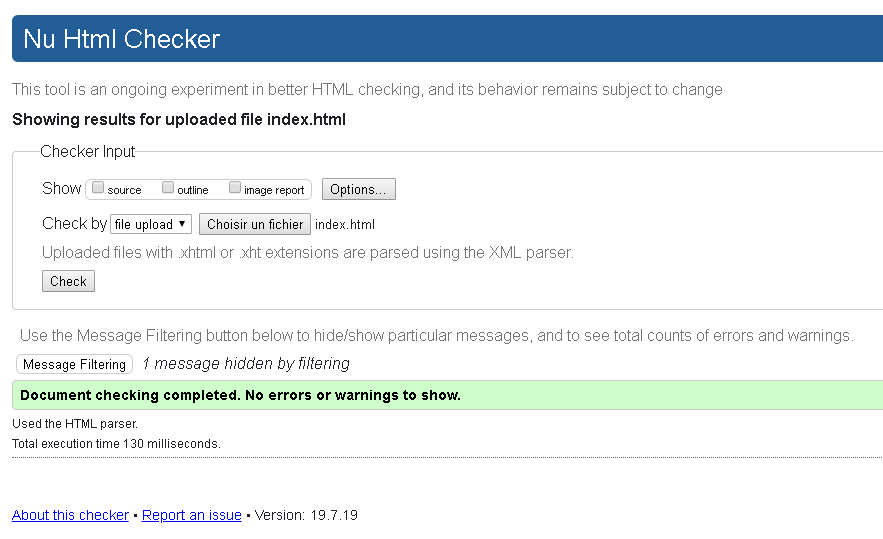 Nu Html Checker
This tool is an ongoing experiment in better HTML checking, and its behavior remains subject to change
Showing results for uploaded file index.html
Checker Input
Show source outline image report Options...
Check by file upload ▼ Choisir un fichier index.html
Uploaded files with .xhtml or .xht extensions are parsed using the XML parser.
Check
Use the Message Filtering button below to hide/show particular messages, and to see total counts of errors and warnings.
Message Filtering 1 message hidden by filtering
Document checking completed. No errors or warnings to show.
Used the HTML parser.
Total execution time 130 milliseconds.
About this checker • Report an issue • Version: 19.7.19